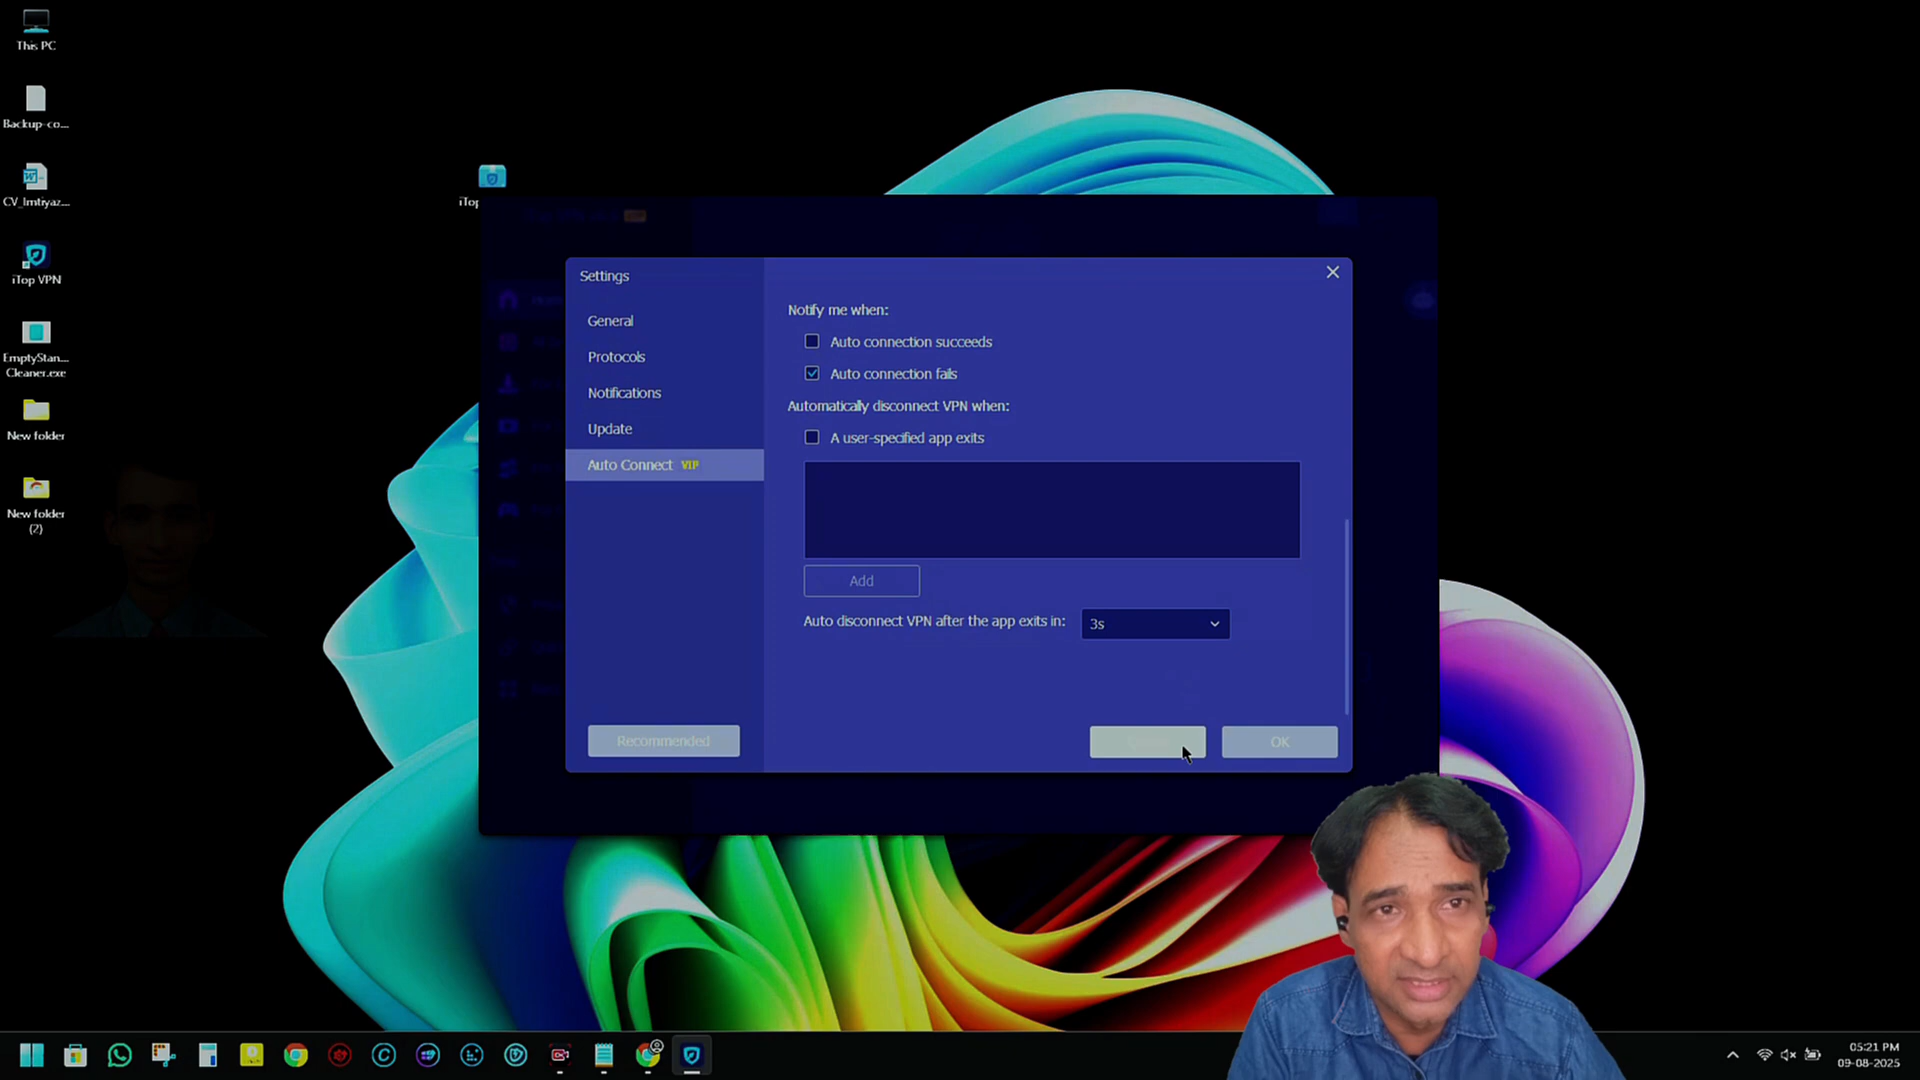 This PC
Backup-co...
CV_Imtiyaz...
iTop VPN
EmptyStan...
Cleaner.exe
New folder
New folder
(2)
iTop
Settings
General
Protocols
Notifications
Update
Auto Connect VIP
Recommended
Notify me when:
Auto connection succeeds
Auto connection fails
Automatically disconnect VPN when:
A user-specified app exits
Add
Auto disconnect VPN after the app exits in:
3s
OK
05:21 PM
09-08-2025